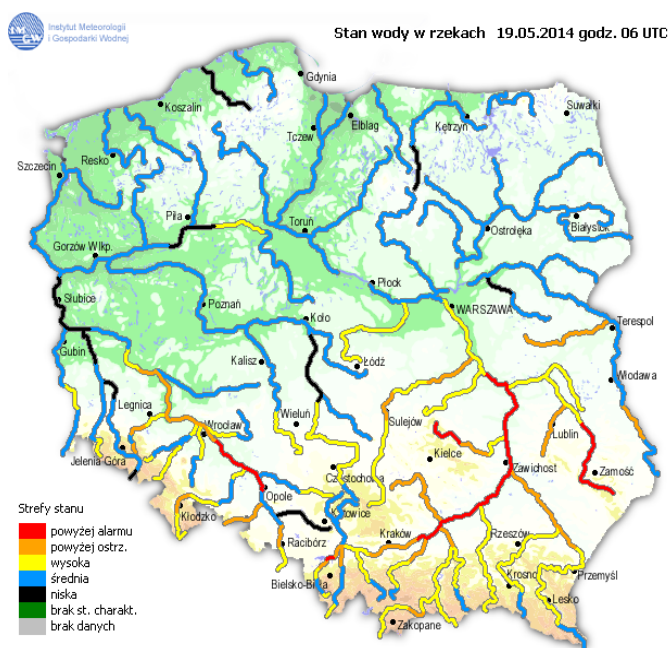 Instytut Meteorologii
i Gospodarki Wodnej
IMGW
Stan wody w rzekach 19.05.2014 godz. 06 UTC
Gdynia
Koszalin
Suwałki
Elbląg
Kętrzyn
Tczew
Resko
Szczecin
Piła
Toruń
Ostrołęka
Białystok
Gorzów Wlkp.
Płock
Słubice
Poznań
Koło
WARSZAWA
Terespol
Gubin
Kalisz
Łódź
Włodawa
Legnica
Wieluń
Sulejów
Wrocław
Lublin
Jelenia Góra
Kielce
Zawichost
Zamość
Częstochowa
Opole
Kłodzko
Katowice
Racibórz
Kraków
Rzeszów
Bielsko-Biała
Krosno
Przemyśl
Lesko
Zakopane
Strefy stanu
powyżej alarmu
powyżej ostrz.
wysoka
średnia
niska
brak st. charakt.
brak danych